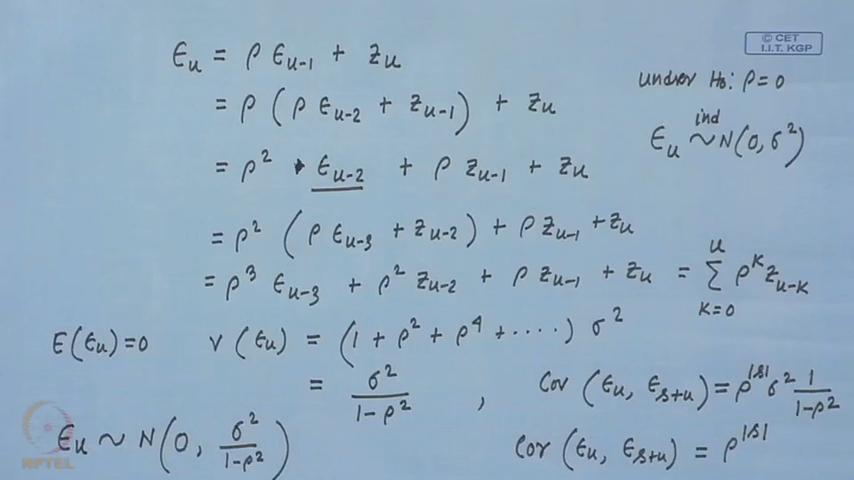 © CET
I.I.T. KGP
ϵ_u = ρ ϵ_{u-1} + z_u
= ρ (ρ ϵ_{u-2} + z_{u-1}) + z_u
under H₀: ρ = 0
ϵ_u ~^{ind} N(0, σ²)
= ρ² · ϵ_{u-2} + ρ z_{u-1} + z_u
= ρ² (ρ ϵ_{u-3} + z_{u-2}) + ρ z_{u-1} + z_u
= ρ³ ϵ_{u-3} + ρ² z_{u-2} + ρ z_{u-1} + z_u = ∑_{k=0}^{u} ρ^k z_{u-k}
E(ϵ_u) = 0 V(ϵ_u) = (1 + ρ² + ρ⁴ + ....) σ²
= σ²/(1-ρ²) , Cov (ϵ_u, ϵ_{s+u}) = ρ^{|s|} σ² 1/(1-ρ²)
ϵ_u ~ N(0, σ²/(1-ρ²)) Cor (ϵ_u, ϵ_{s+u}) = ρ^{|s|}
NPTEL